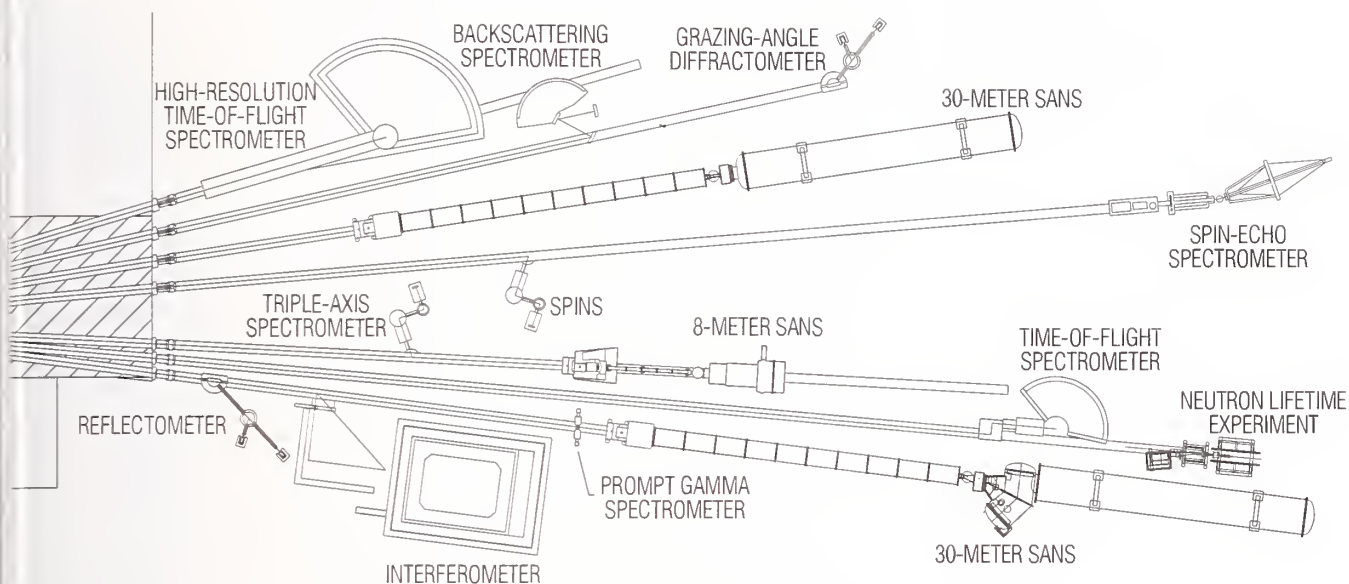 BACKSCATTERING
SPECTROMETER
GRAZING-ANGLE
DIFFRACTOMETER
HIGH-RESOLUTION
TIME-OF-FLIGHT
SPECTROMETER
30-METER SANS
SPIN-ECHO
SPECTROMETER
TRIPLE-AXIS
SPECTROMETER
SPINS
8-METER SANS
TIME-OF-FLIGHT
SPECTROMETER
REFLECTOMETER
NEUTRON LIFETIME
EXPERIMENT
PROMPT GAMMA
SPECTROMETER
30-METER SANS
INTERFEROMETER